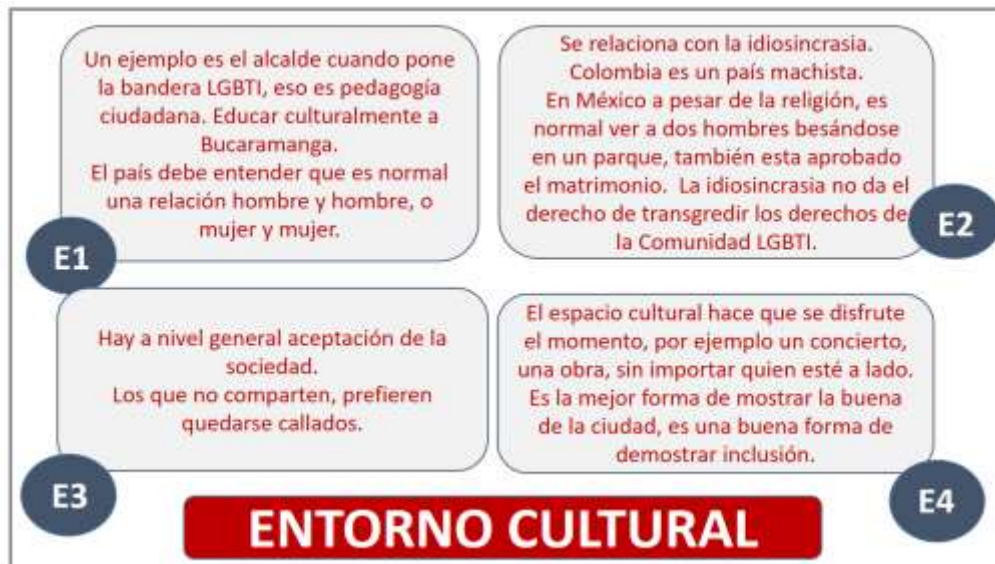 Un ejemplo es el alcalde cuando pone
la bandera LGBTI, eso es pedagogía
ciudadana. Educar culturalmente a
Bucaramanga.
El país debe entender que es normal
una relación hombre y hombre, o
mujer y mujer.
E1
Se relaciona con la idiosincrasia.
Colombia es un país machista.
En México a pesar de la religión, es
normal ver a dos hombres besándose
en un parque, también esta aprobado
el matrimonio. La idiosincrasia no da el
derecho de transgredir los derechos de
la Comunidad LGBTI.
E2
Hay a nivel general aceptación de la
sociedad.
Los que no comparten, prefieren
quedarse callados.
E3
El espacio cultural hace que se disfrute
el momento, por ejemplo un concierto,
una obra, sin importar quien esté a lado.
Es la mejor forma de mostrar la buena
de la ciudad, es una buena forma de
demostrar inclusión.
E4
ENTORNO CULTURAL